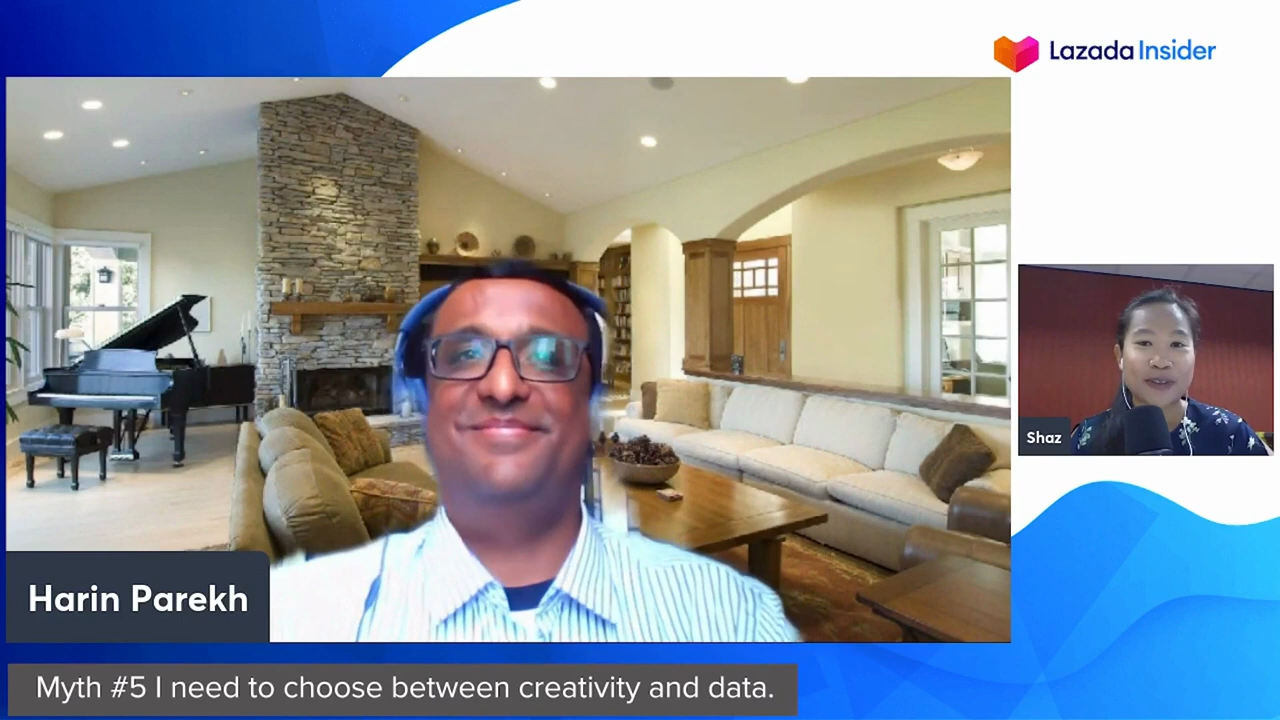 Lazada Insider
Shaz
Harin Parekh
Myth #5 I need to choose between creativity and data.